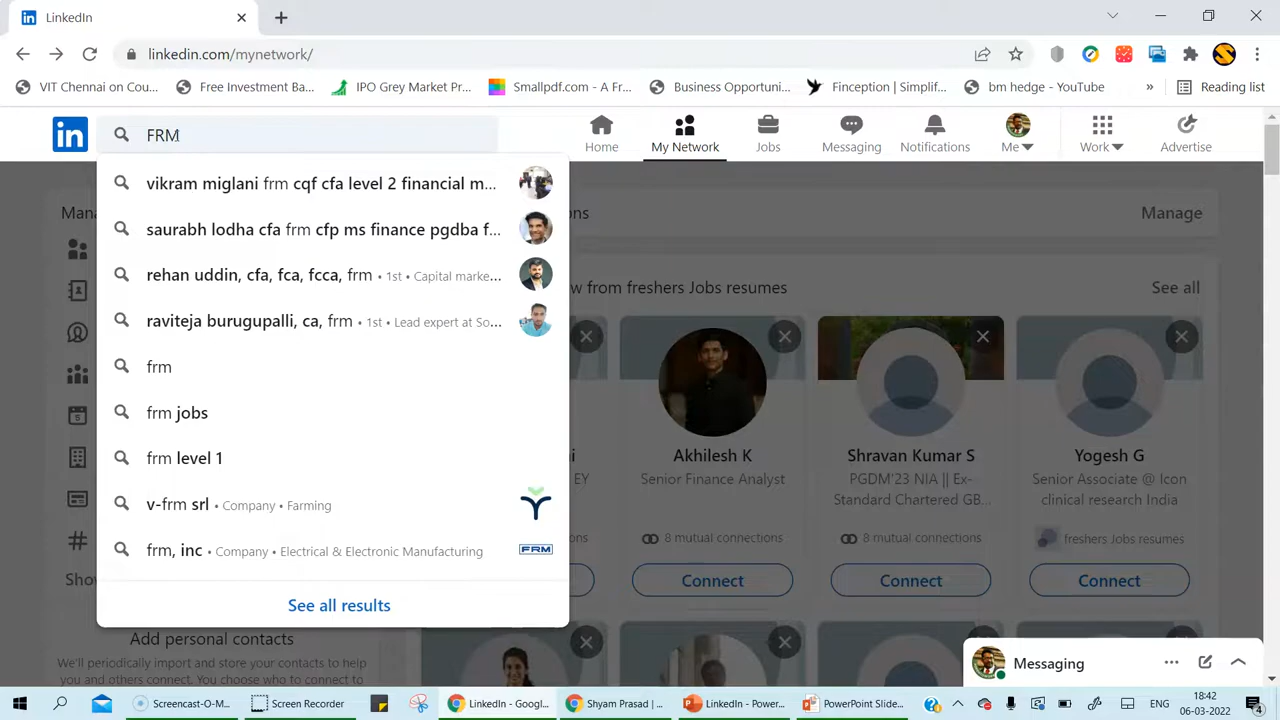 LinkedIn
linkedin.com/mynetwork/
VIT Chennai on Cou...
Free Investment Ba...
IPO Grey Market Pr...
Smallpdf.com - A Fr...
Business Opportuni...
Finception | Simplif...
bm hedge - YouTube
»
Reading list
in
FRM
Home
My Network
Jobs
Messaging
Notifications
Me
Work
Advertise
vikram miglani frm cqf cfa level 2 financial m...
saurabh lodha cfa frm cfp ms finance pgdba f...
rehan uddin, cfa, fca, fcca, frm • 1st • Capital marke...
raviteja burugupalli, ca, frm • 1st • Lead expert at So...
frm
frm jobs
frm level 1
v-frm srl • Company • Farming
frm, inc • Company • Electrical & Electronic Manufacturing
FRM
See all results
Manage
from freshers Jobs resumes
See all
EY
Akhilesh K
Senior Finance Analyst
8 mutual connections
Connect
Shravan Kumar S
PGDM'23 NIA || Ex-
Standard Chartered GB...
8 mutual connections
Connect
Yogesh G
Senior Associate @ Icon
clinical research India
freshers Jobs resumes
Connect
Add personal contacts
We'll periodically import and store your contacts to help
you and others connect. You choose who to connect to
Messaging
Screencast-O-M...
Screen Recorder
LinkedIn - Googl...
Shyam Prasad | ...
LinkedIn - Powe...
PowerPoint Slide...
ENG
18:42
06-03-2022
4